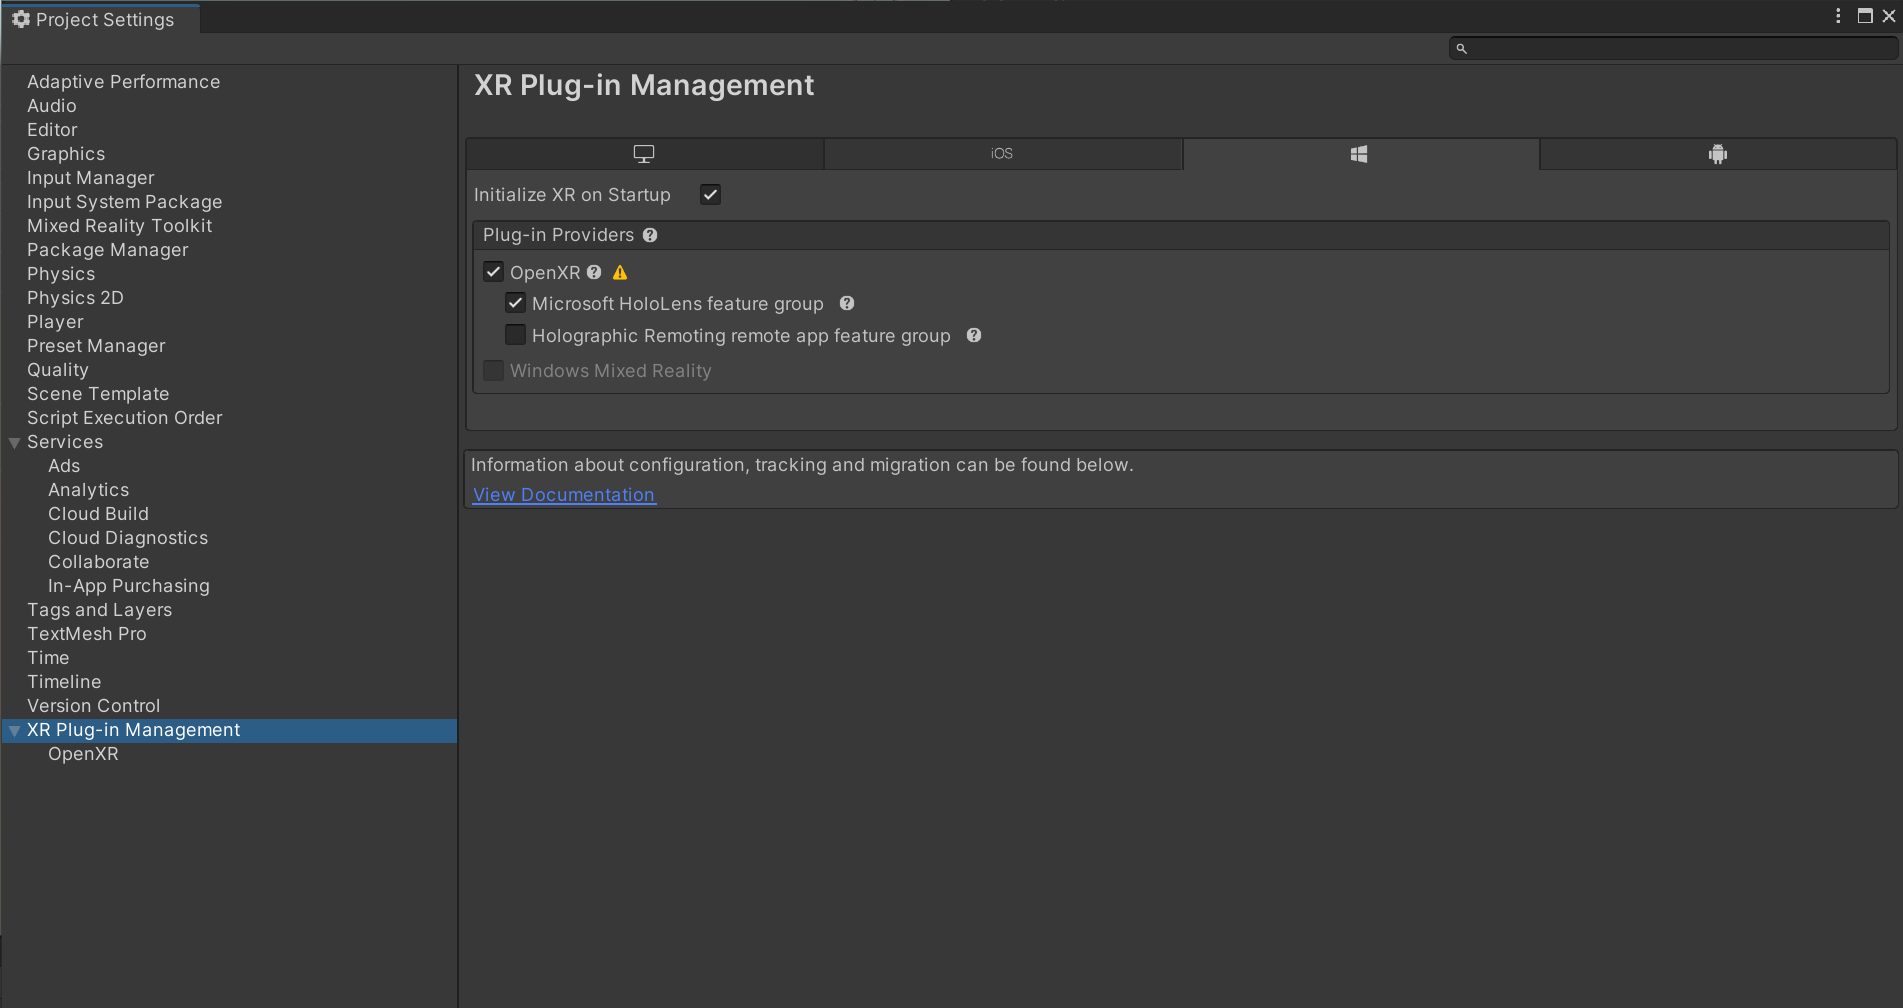 Project Settings
Adaptive Performance
Audio
Editor
Graphics
Input Manager
Input System Package
Mixed Reality Toolkit
Package Manager
Physics
Physics 2D
Player
Preset Manager
Quality
Scene Template
Script Execution Order
Services
Ads
Analytics
Cloud Build
Cloud Diagnostics
Collaborate
In-App Purchasing
Tags and Layers
TextMesh Pro
Time
Timeline
Version Control
XR Plug-in Management
OpenXR
XR Plug-in Management
iOS
Initialize XR on Startup
Plug-in Providers
OpenXR
Microsoft HoloLens feature group
Holographic Remoting remote app feature group
Windows Mixed Reality
Information about configuration, tracking and migration can be found below.
View Documentation